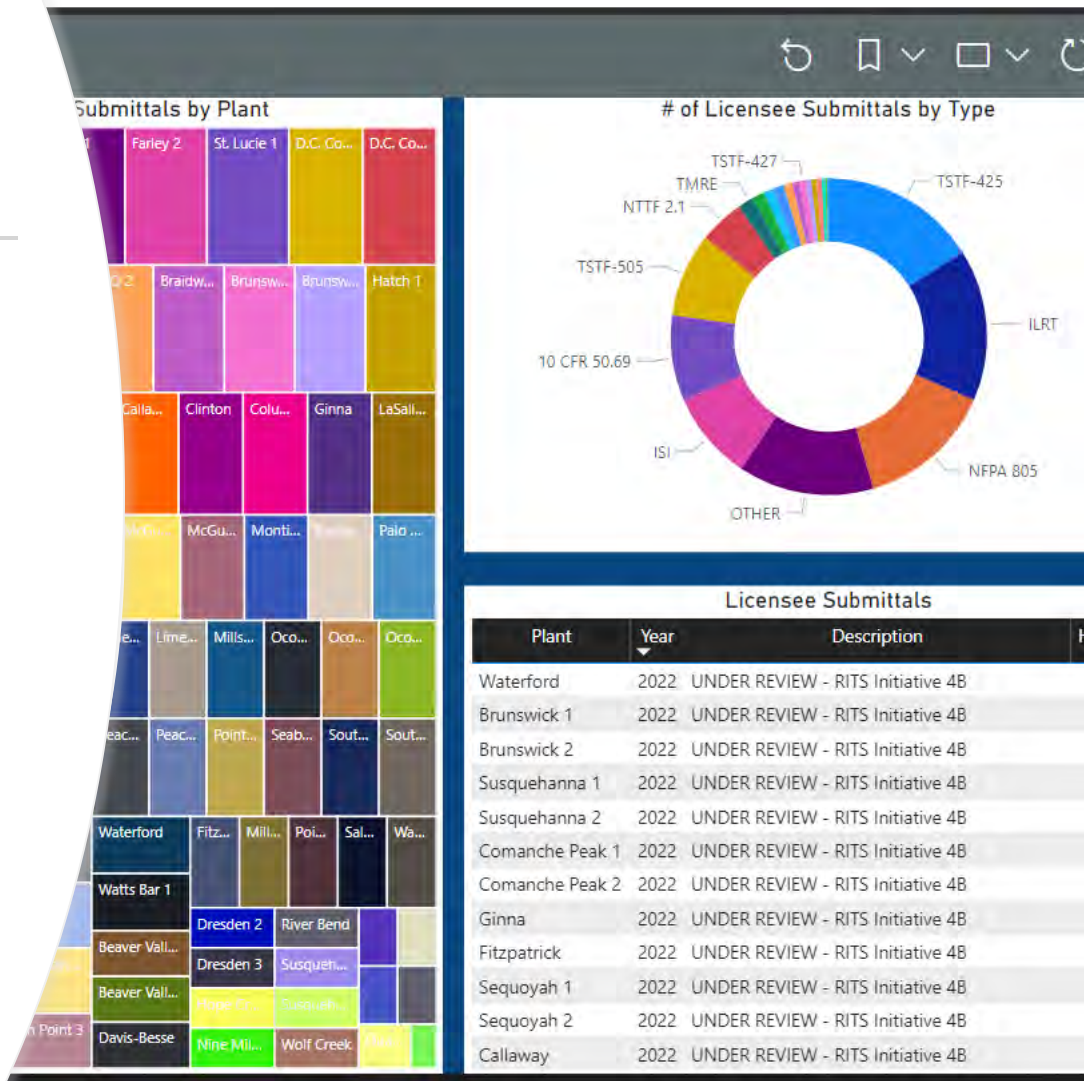 Submittals by Plant
1
Farley 2
St. Lucie 1
D.C. Co...
D.C. Co...
Q 2
Braidw...
Brunsw...
Brunsw...
Hatch 1
Calla...
Clinton
Colu...
Ginna
LaSall...
McGu...
Monti...
Palo ...
e...
Lime...
Mills...
Oco...
Oco...
Oco...
eac...
Peac...
Point...
Seab...
Sout...
Sout...
Waterford
Fitz...
Mill...
Poi...
Sal...
Wa...
Watts Bar 1
Dresden 2
River Bend
Beaver Vall...
Dresden 3
Susqueh...
Beaver Vall...
n Point 3
Davis-Besse
Nine Mil...
Wolf Creek
# of Licensee Submittals by Type
TSTF-427
TMRE
TSTF-425
NTTF 2.1
TSTF-505
ILRT
10 CFR 50.69
ISI
NFPA 805
OTHER
Licensee Submittals
Plant Year Description H
Waterford 2022 UNDER REVIEW - RITS Initiative 4B
Brunswick 1 2022 UNDER REVIEW - RITS Initiative 4B
Brunswick 2 2022 UNDER REVIEW - RITS Initiative 4B
Susquehanna 1 2022 UNDER REVIEW - RITS Initiative 4B
Susquehanna 2 2022 UNDER REVIEW - RITS Initiative 4B
Comanche Peak 1 2022 UNDER REVIEW - RITS Initiative 4B
Comanche Peak 2 2022 UNDER REVIEW - RITS Initiative 4B
Ginna 2022 UNDER REVIEW - RITS Initiative 4B
Fitzpatrick 2022 UNDER REVIEW - RITS Initiative 4B
Sequoyah 1 2022 UNDER REVIEW - RITS Initiative 4B
Sequoyah 2 2022 UNDER REVIEW - RITS Initiative 4B
Callaway 2022 UNDER REVIEW - RITS Initiative 4B